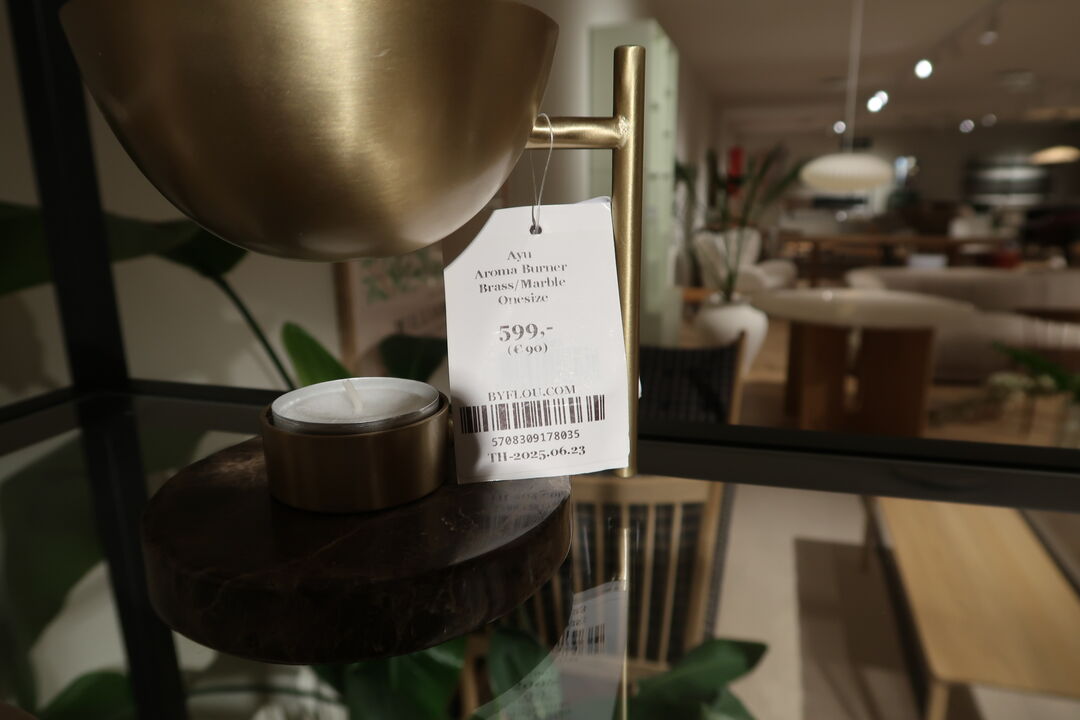 Ayu
Aroma Burner
Brass/Marble
Onesize
599,-
(€ 90)
BYFLOU.COM
5708309178035
TH-2025.06.23